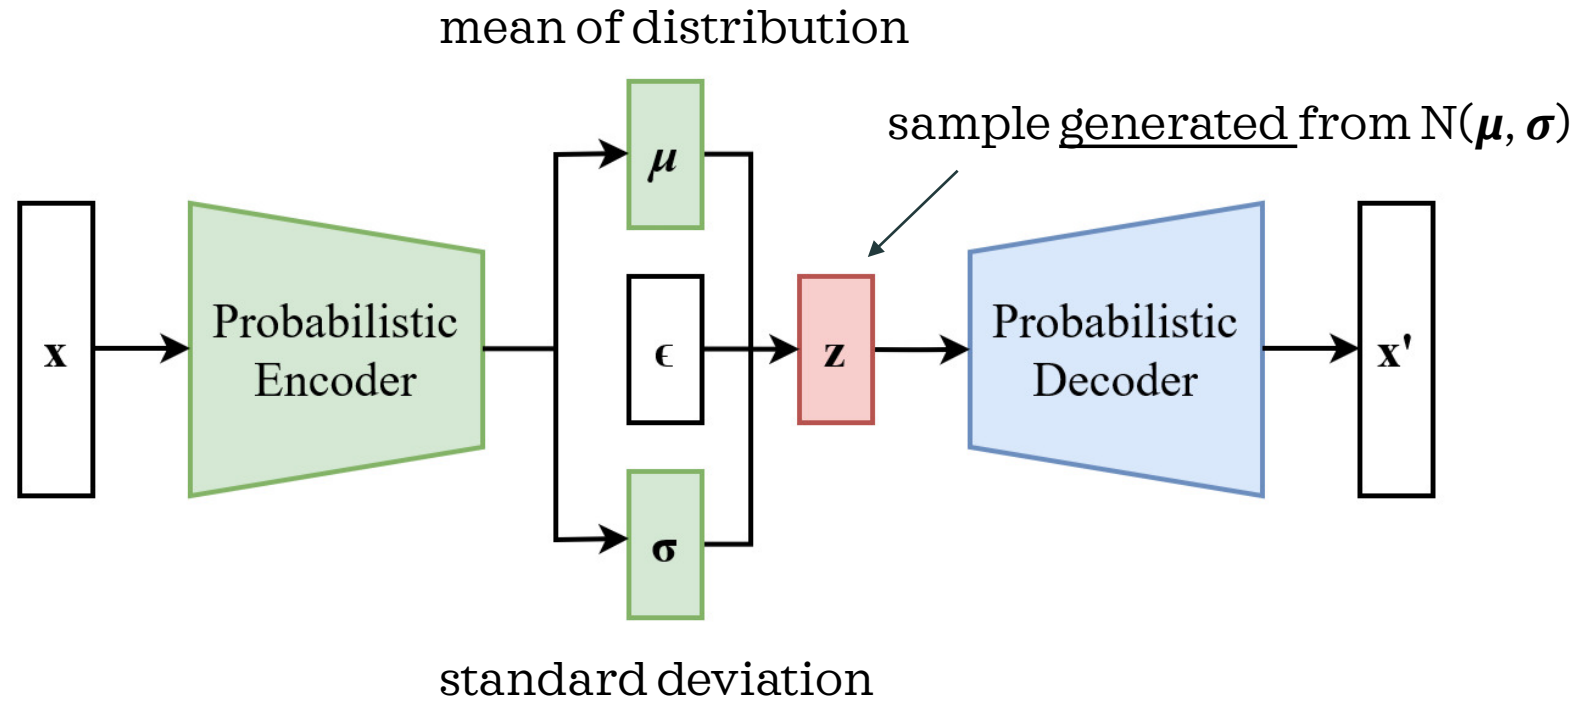 mean of distribution
sample generated from N(μ, σ)
μ
x
Probabilistic
Encoder
ϵ
z
Probabilistic
Decoder
x'
σ
standard deviation